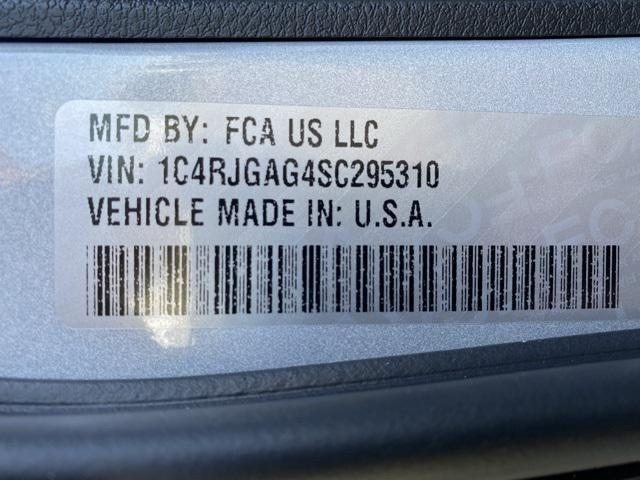 MFD BY: FCA US LLC
VIN: 1C4RJGAG4SC295310
VEHICLE MADE IN: U.S.A.